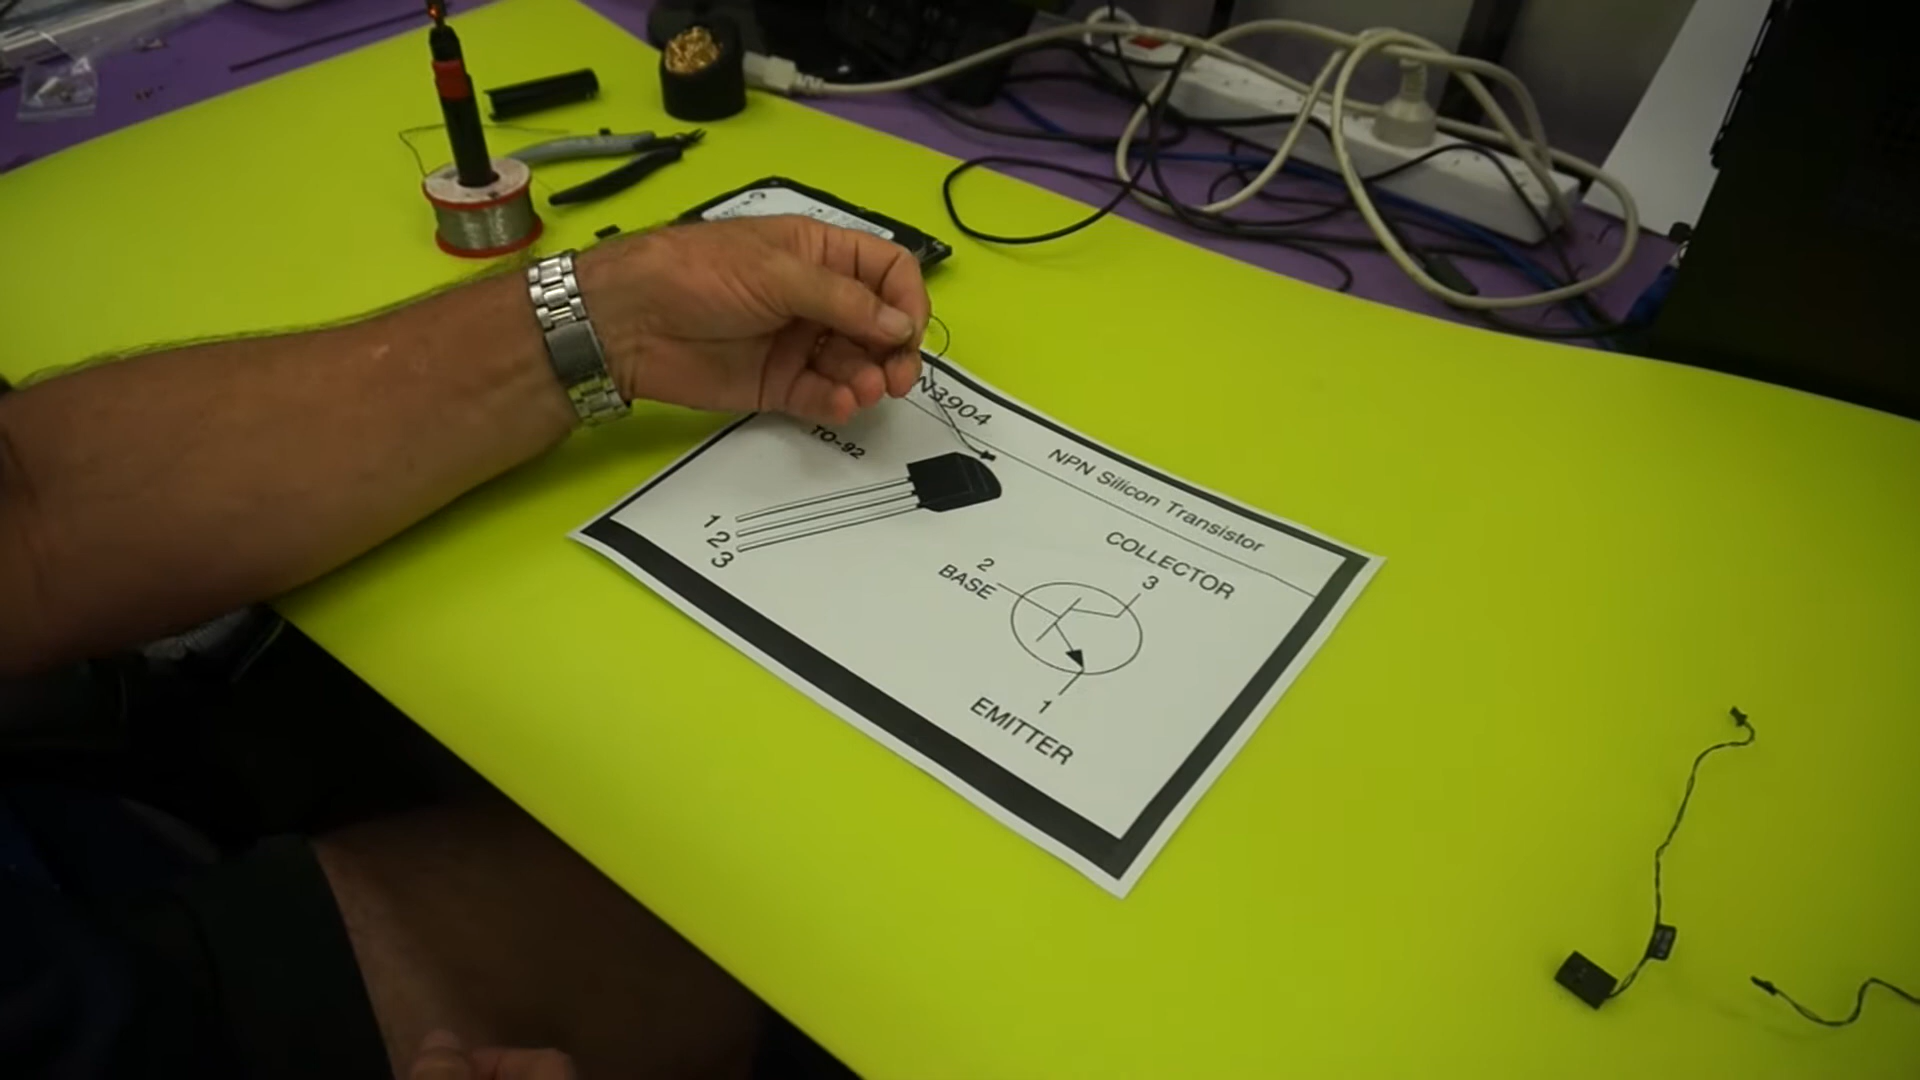 N3904
NPN Silicon Transistor
TO-92
1
2
3
COLLECTOR
3
2
BASE
1
EMITTER